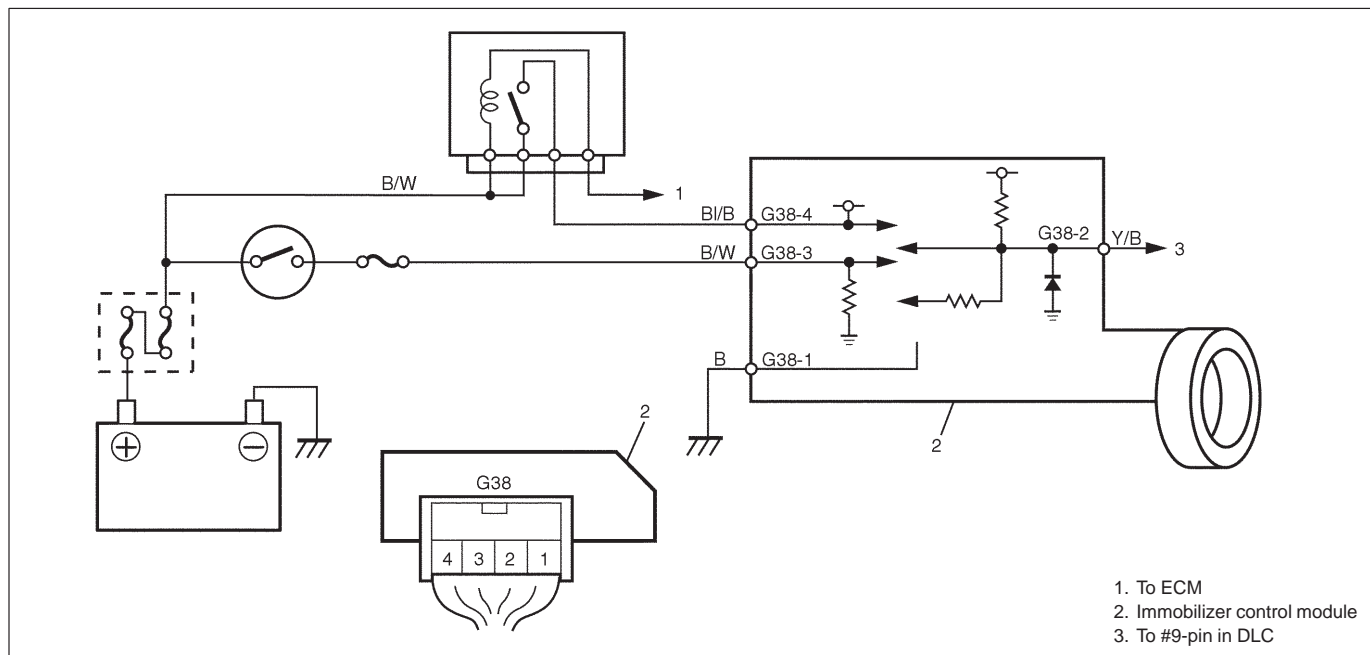 B/W
1
Bl/B
G38-4
B/W
G38-3
G38-2
Y/B
3
B
G38-1
2
+
−
2
G38
4 3 2 1
1. To ECM
2. Immobilizer control module
3. To #9-pin in DLC